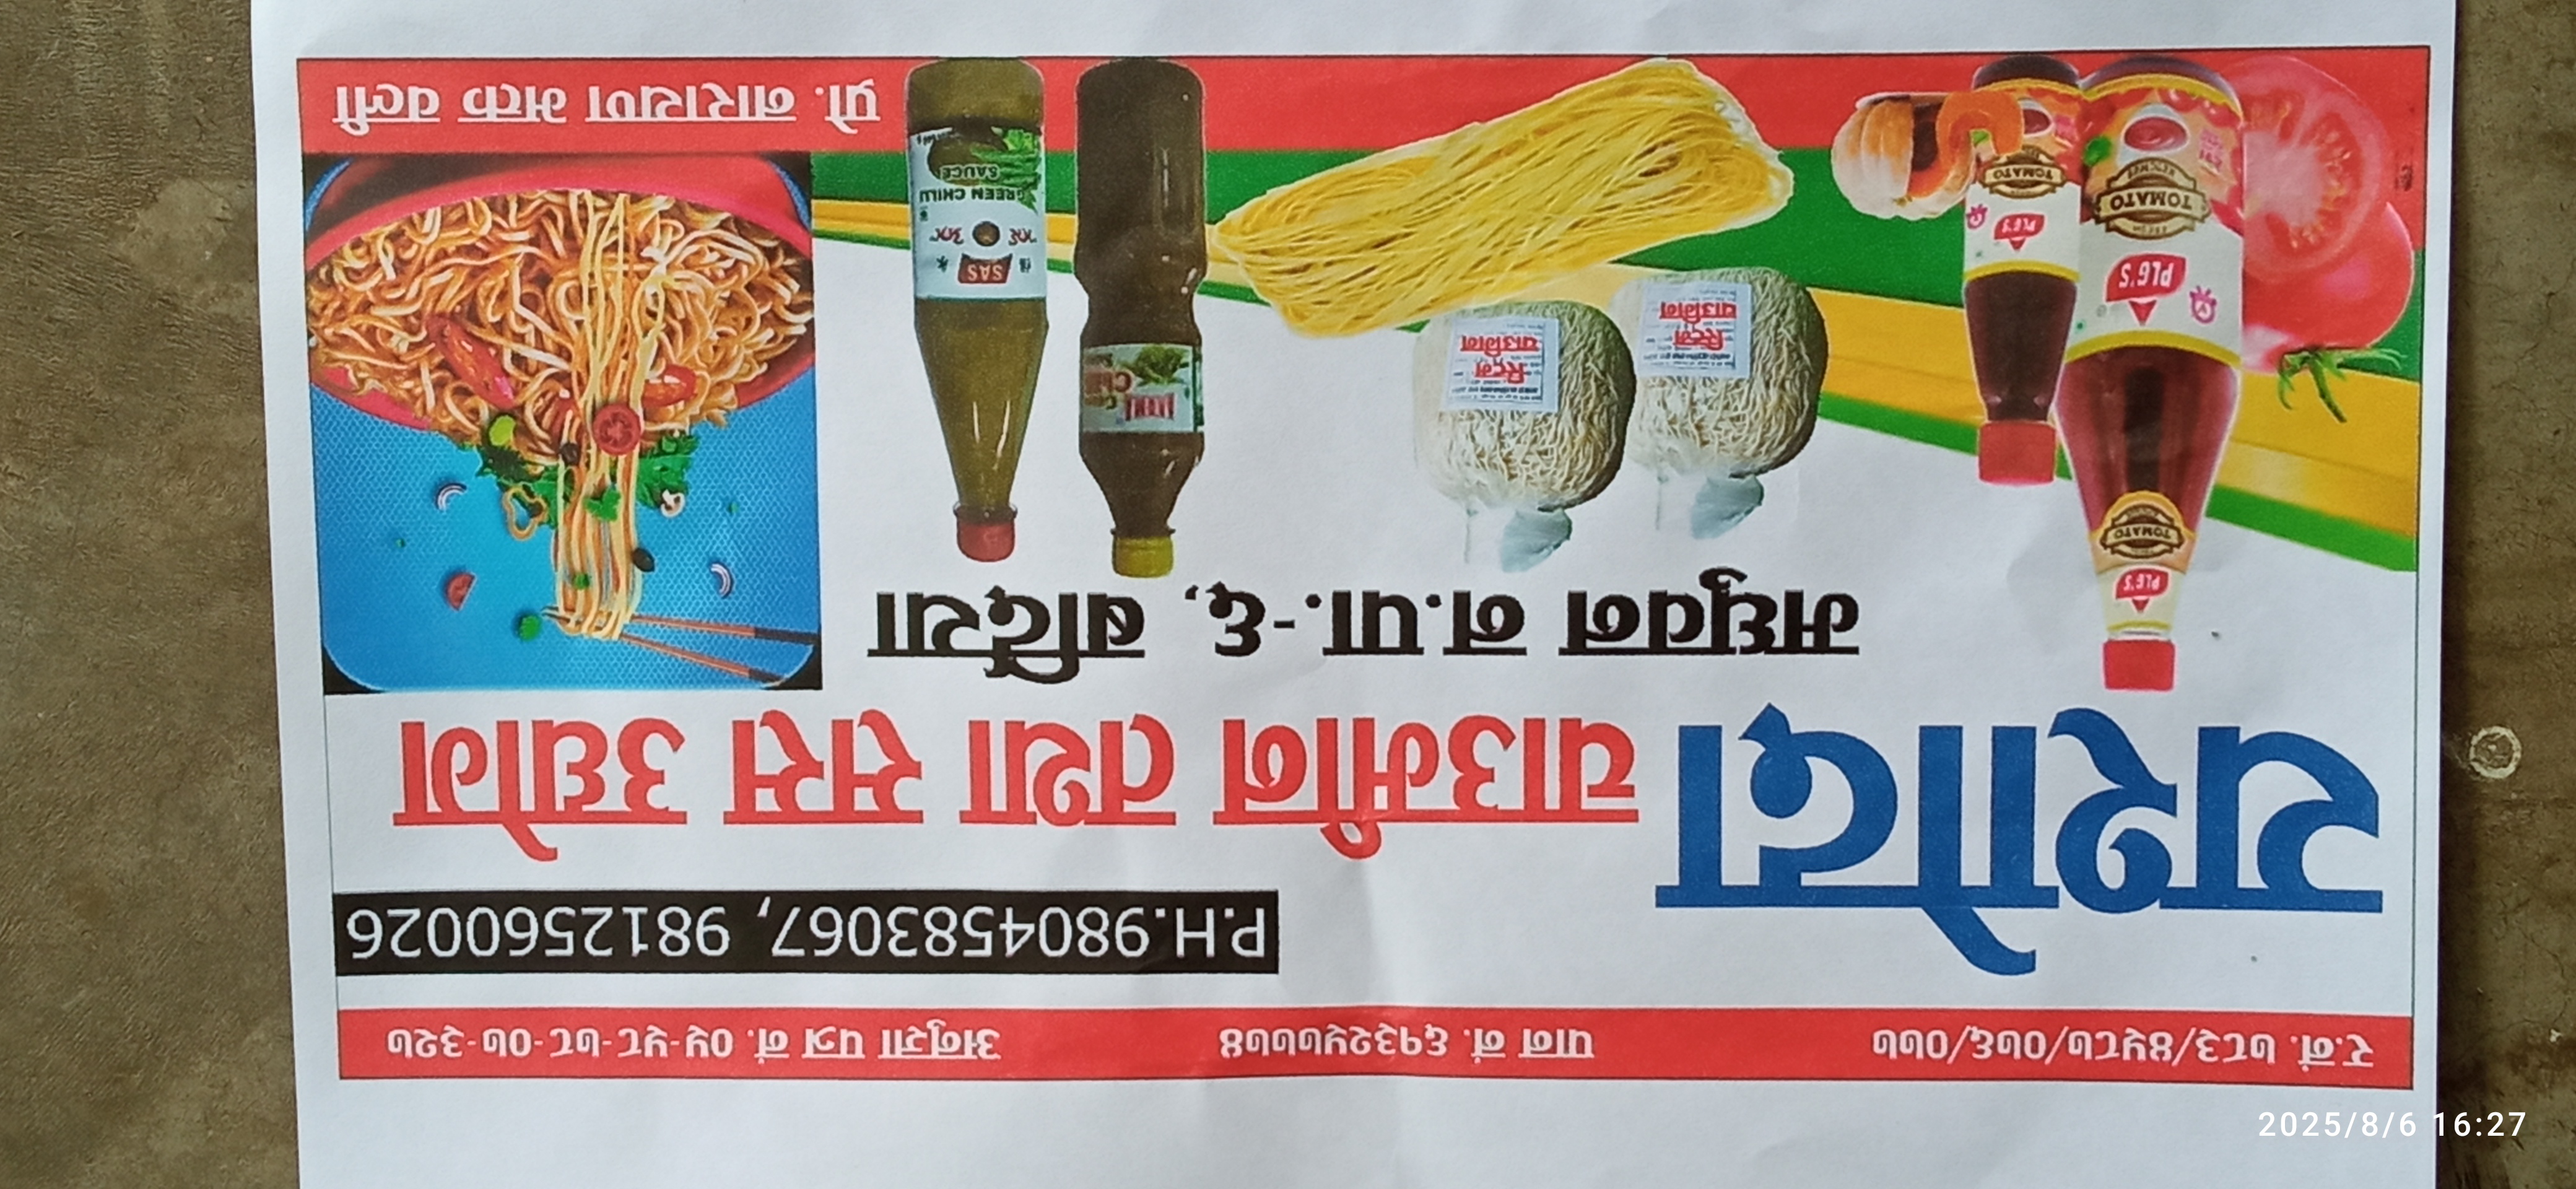 2025/8/6 16:27
र.नं. ७८३/४५८७/०७६/०७७ पान नं. ६१३२५७७७४ अनुज्ञा पत्र नं. ०५-५८-७८-०७-३२७
P.H.9804583067, 9812560026
यशोदा चाउमीन तथा सस उद्योग
मधुवन न.पा.-६, बर्दिया
PLG'S
TOMATO
स्टिम
चाउमिन
स्टिम
चाउमिन
PLG'S
FRESH
TOMATO
KETCHUP
PLG'S
TOMATO
SAS
GREEN CHILLI
SAUCE
प्रो. नारायण भक्त वली